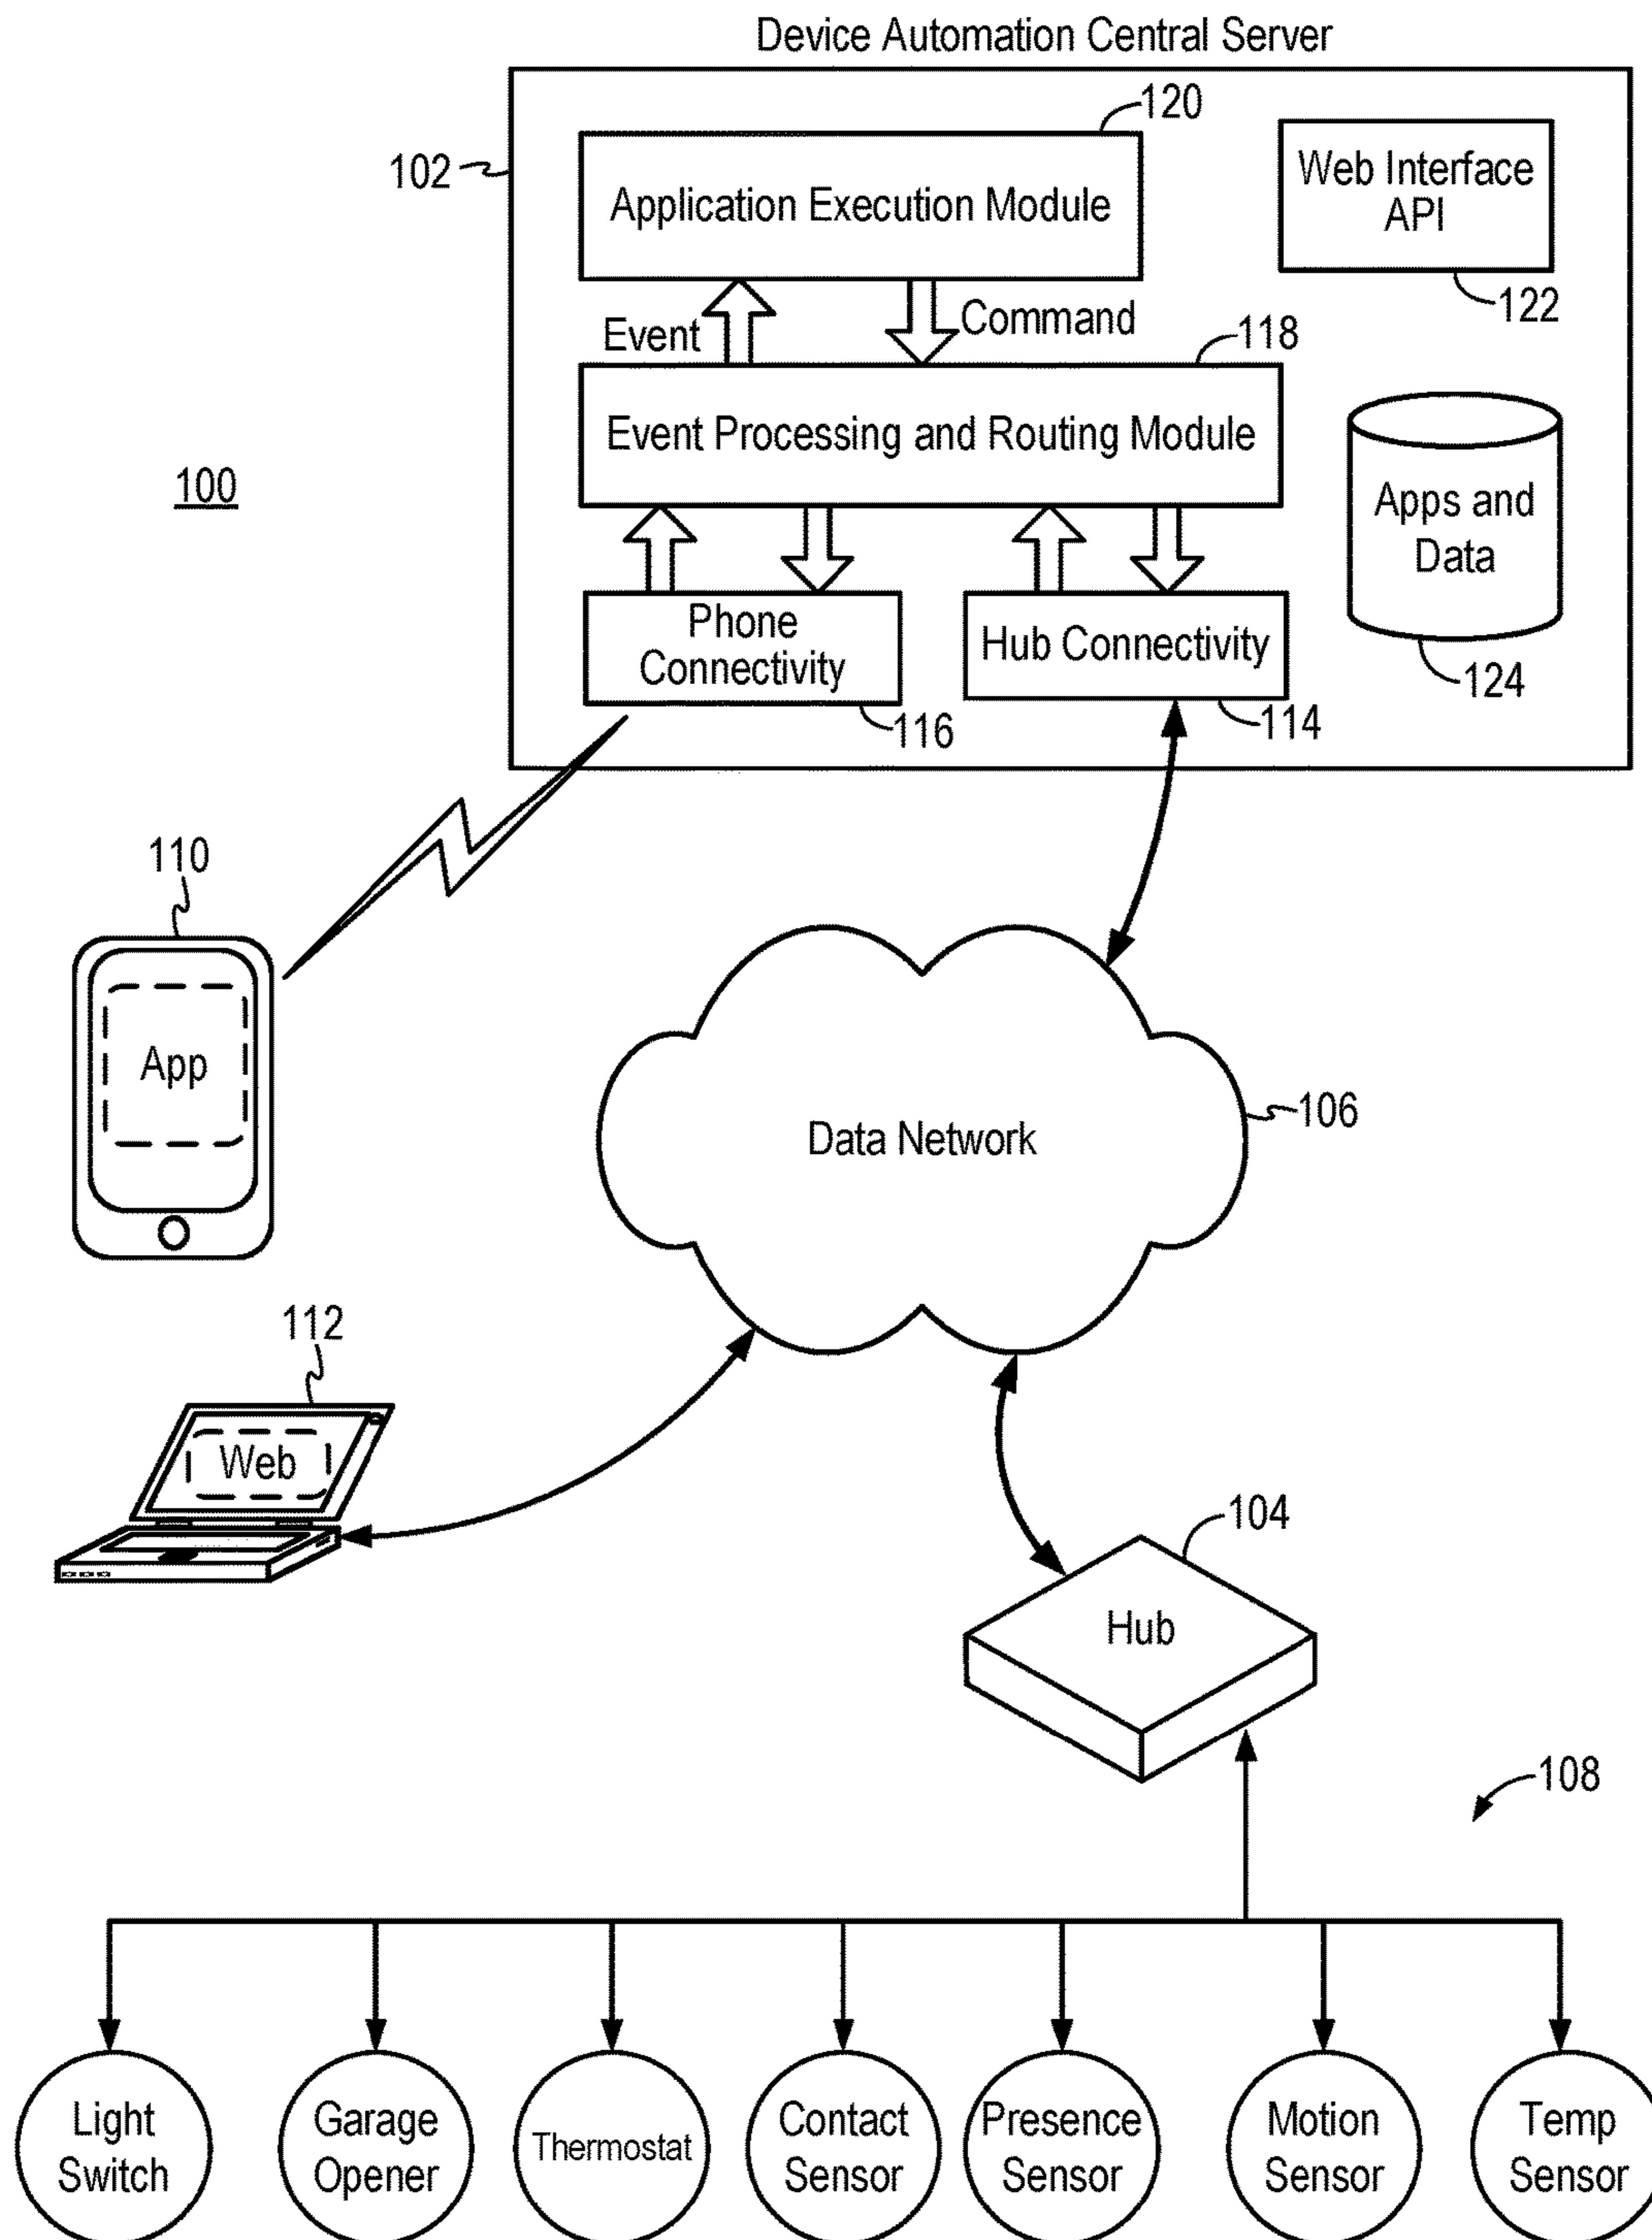 Device Automation Central Server
120
102
Application Execution Module
Web Interface
API
122
Event
Command
118
Event Processing and Routing Module
100
Apps and
Data
124
Phone
Connectivity
116
Hub Connectivity
114
110
App
Data Network
106
112
Web
104
Hub
108
Light
Switch
Garage
Opener
Thermostat
Contact
Sensor
Presence
Sensor
Motion
Sensor
Temp
Sensor